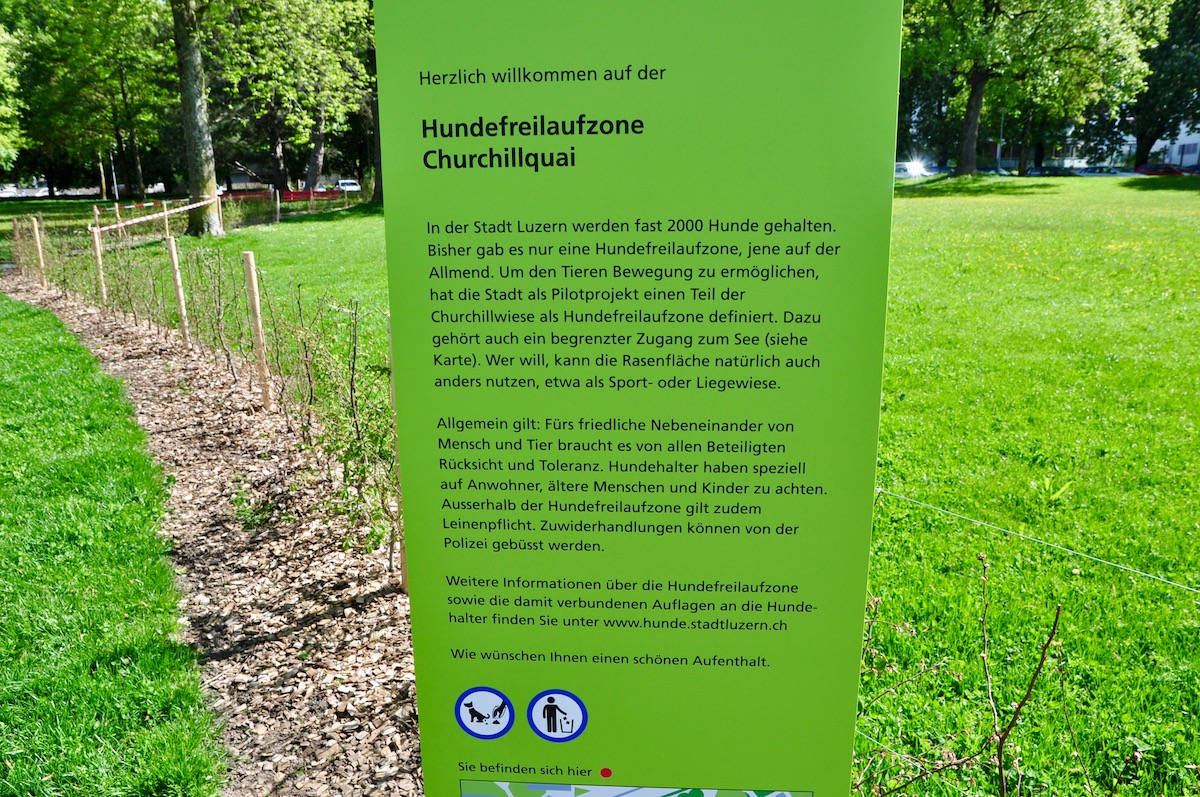 Herzlich willkommen auf der
Hundefreilaufzone
Churchillquai
In der Stadt Luzern werden fast 2000 Hunde gehalten.
Bisher gab es nur eine Hundefreilaufzone, jene auf der
Allmend. Um den Tieren Bewegung zu ermöglichen,
hat die Stadt als Pilotprojekt einen Teil der
Churchillwiese als Hundefreilaufzone definiert. Dazu
gehört auch ein begrenzter Zugang zum See (siehe
Karte). Wer will, kann die Rasenfläche natürlich auch
anders nutzen, etwa als Sport- oder Liegewiese.
Allgemein gilt: Fürs friedliche Nebeneinander von
Mensch und Tier braucht es von allen Beteiligten
Rücksicht und Toleranz. Hundehalter haben speziell
auf Anwohner, ältere Menschen und Kinder zu achten.
Ausserhalb der Hundefreilaufzone gilt zudem
Leinenpflicht. Zuwiderhandlungen können von der
Polizei gebüsst werden.
Weitere Informationen über die Hundefreilaufzone
sowie die damit verbundenen Auflagen an die Hunde-
halter finden Sie unter www.hunde.stadtluzern.ch
Wie wünschen Ihnen einen schönen Aufenthalt.
Sie befinden sich hier